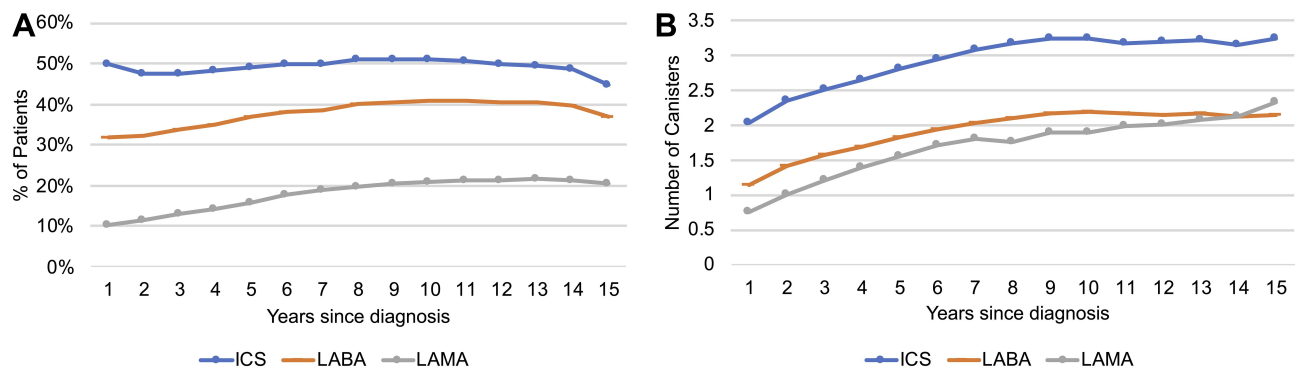 A
60%
50%
40%
30%
20%
10%
0%
% of Patients
1 2 3 4 5 6 7 8 9 10 11 12 13 14 15
Years since diagnosis
ICS LABA LAMA
B
3.5
3
2.5
2
1.5
1
0.5
0
Number of Canisters
1 2 3 4 5 6 7 8 9 10 11 12 13 14 15
Years since diagnosis
ICS LABA LAMA